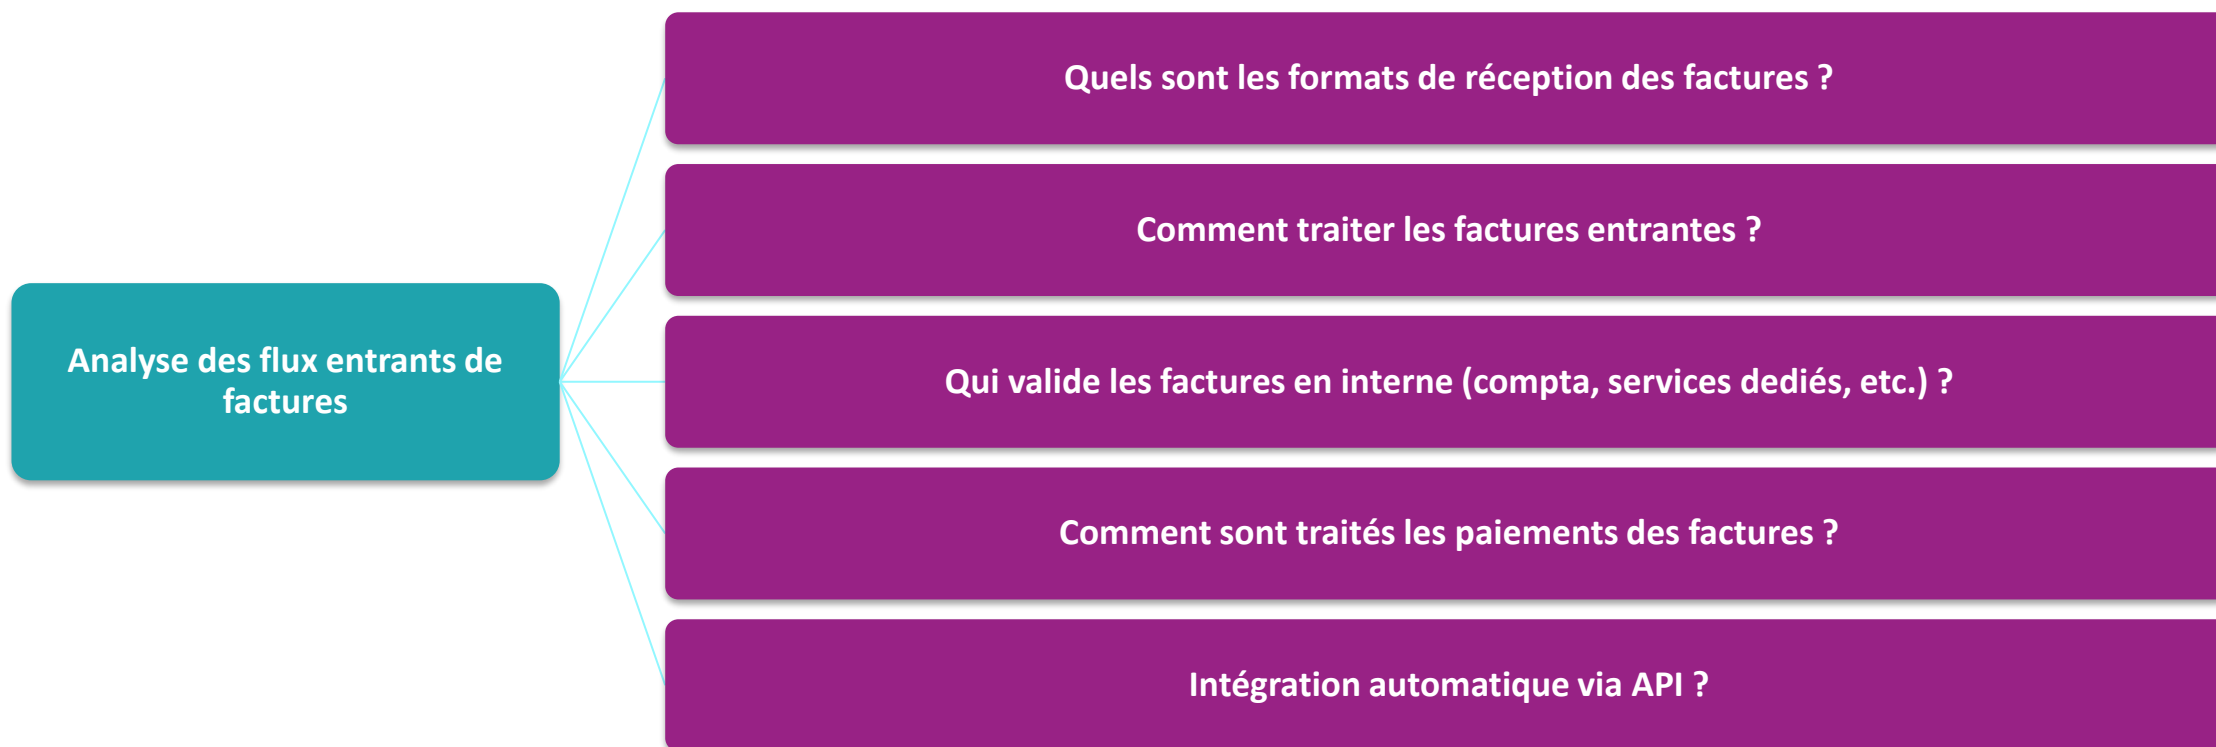 Quels sont les formats de réception des factures ?
Comment traiter les factures entrantes ?
Analyse des flux entrants de
factures
Qui valide les factures en interne (compta, services dediés, etc.) ?
Comment sont traités les paiements des factures ?
Intégration automatique via API ?